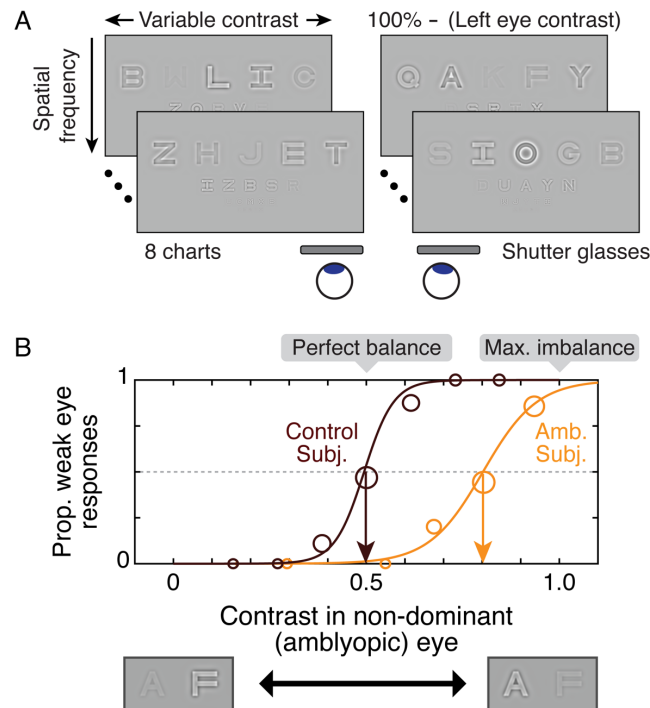 A
Variable contrast
100% - (Left eye contrast)
Spatial
frequency
B W L I C
Z H J E T
I Z B S
Q A K F Y
S R T Y
S I O G B
D U A Y N
8 charts
Shutter glasses
B
Perfect balance
Max. imbalance
1
Control
Subj.
Amb.
Subj.
Prop. weak eye
responses
0
0
0.5
1.0
Contrast in non-dominant
(amblyopic) eye
A F
A F